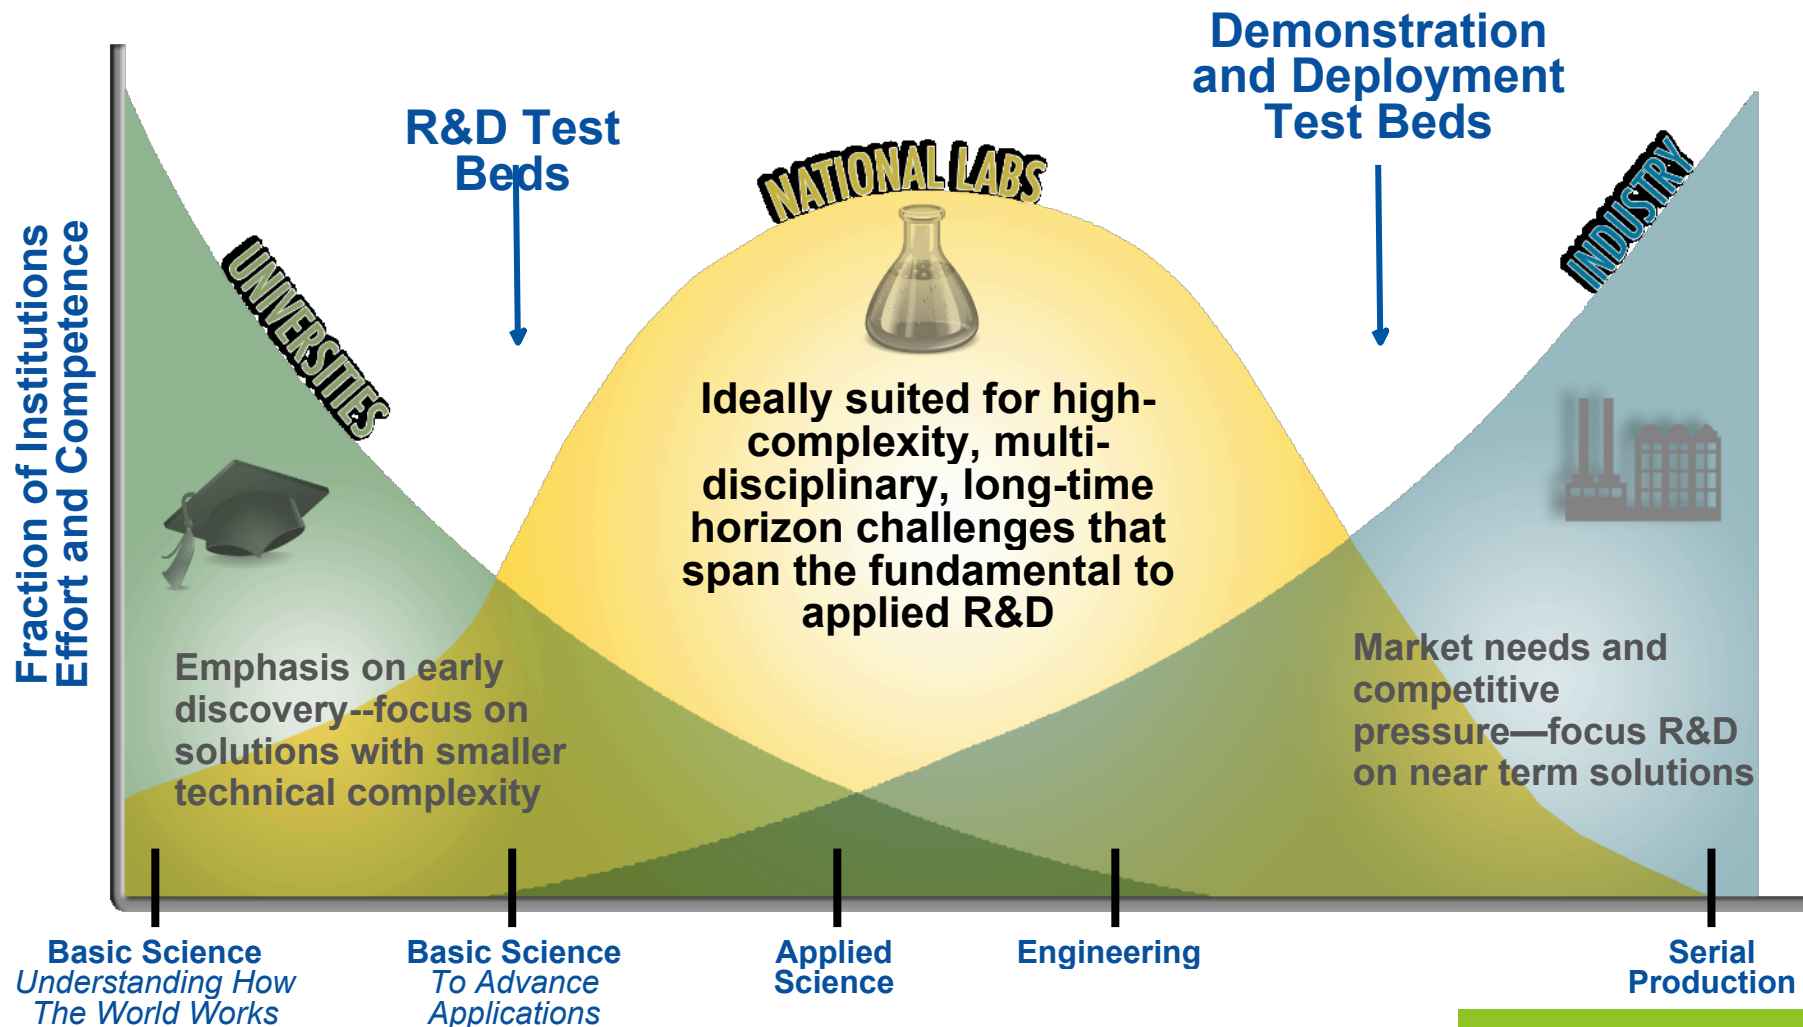 Demonstration
and Deployment
Test Beds
R&D Test
Beds
NATIONAL LABS
INDUSTRY
UNIVERSITIES
Fraction of Institutions
Effort and Competence
Ideally suited for high-
complexity, multi-
disciplinary, long-time
horizon challenges that
span the fundamental to
applied R&D
Emphasis on early
discovery--focus on
solutions with smaller
technical complexity
Market needs and
competitive
pressure—focus R&D
on near term solutions
Basic Science
Understanding How
The World Works
Basic Science
To Advance
Applications
Applied
Science
Engineering
Serial
Production